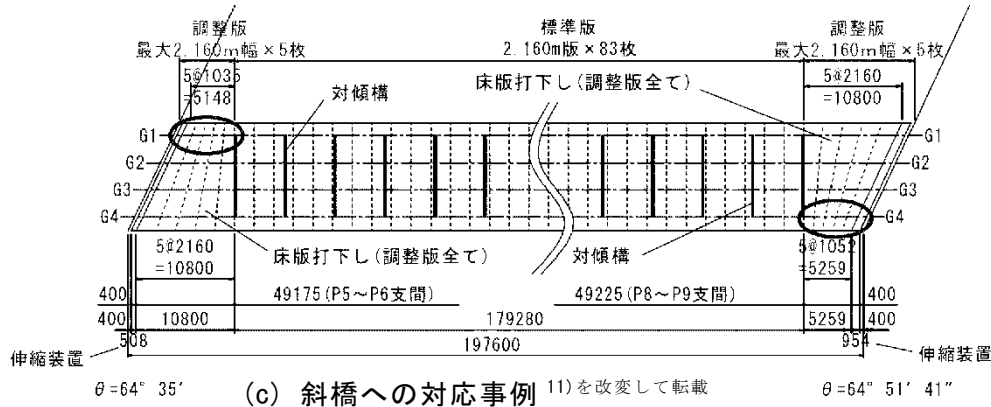 調整版
最大2.160m幅×5枚
標準版
2.160m版×83枚
調整版
最大2.160m幅×5枚
5@1035
=5148
対傾構
床版打下し(調整版全て)
5@2160
=10800
G1
G2
G3
G4
G1
G2
G3
G4
5@2160
=10800
床版打下し(調整版全て)
対傾構
5@1052
=5259
400
49175(P5～P6支間)
49225(P8～P9支間)
400
400
10800
179280
5259
400
508
197600
954
伸縮装置
伸縮装置
θ=64° 35′
(c) 斜橋への対応事例 11)を改変して転載
θ=64° 51′ 41″